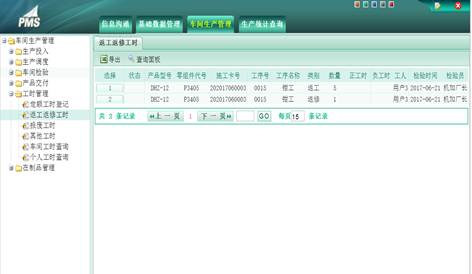 PMS
信息沟通 基础数据管理 车间生产管理 生产统计查询
车间生产管理
生产投入
生产调度
车间检验
产品交付
工时管理
定额工时登记
返工返修工时
报废工时
其他工时
车间工时查询
个人工时查询
在制品管理
返工返修工时
导出 查询面板
选择 状态 产品型号 零组件代号 施工卡号 工序号 工序名称 类别 数量 正工时 负工时 工人 检验时间 检验员
1 DHZ-12 P3405 202017060003 0015 钳工 返工 5 用户3 2017-06-21 机加厂长
2 DHZ-12 P3405 202017060003 0015 钳工 返修 1 用户3 2017-06-21 机加厂长
共 2 条记录 上 一 页 1 下 一 页 GO 每页 15 条记录